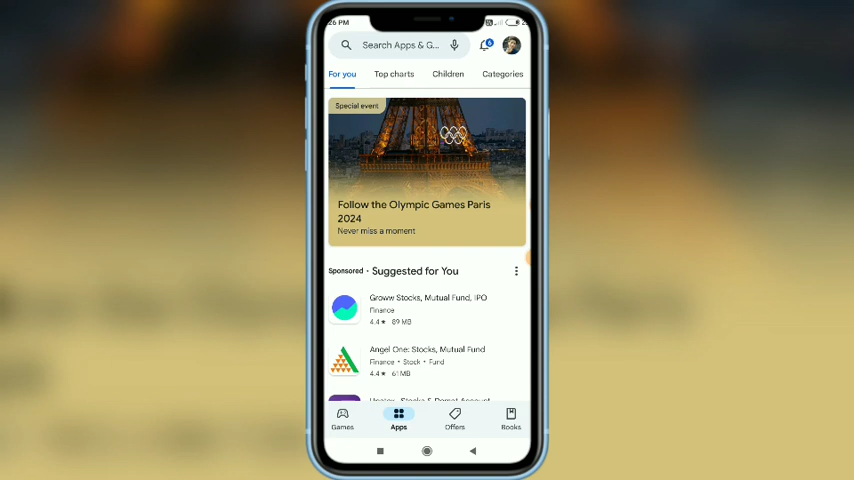 26 PM
Search Apps & G...
6
For you
Top charts
Children
Categories
Special event
Follow the Olympic Games Paris
2024
Never miss a moment
Sponsored • Suggested for You
Groww Stocks, Mutual Fund, IPO
Finance
4.4★ 89 MB
Angel One: Stocks, Mutual Fund
Finance • Stock • Fund
4.4★ 61 MB
Games
Apps
Offers
Books